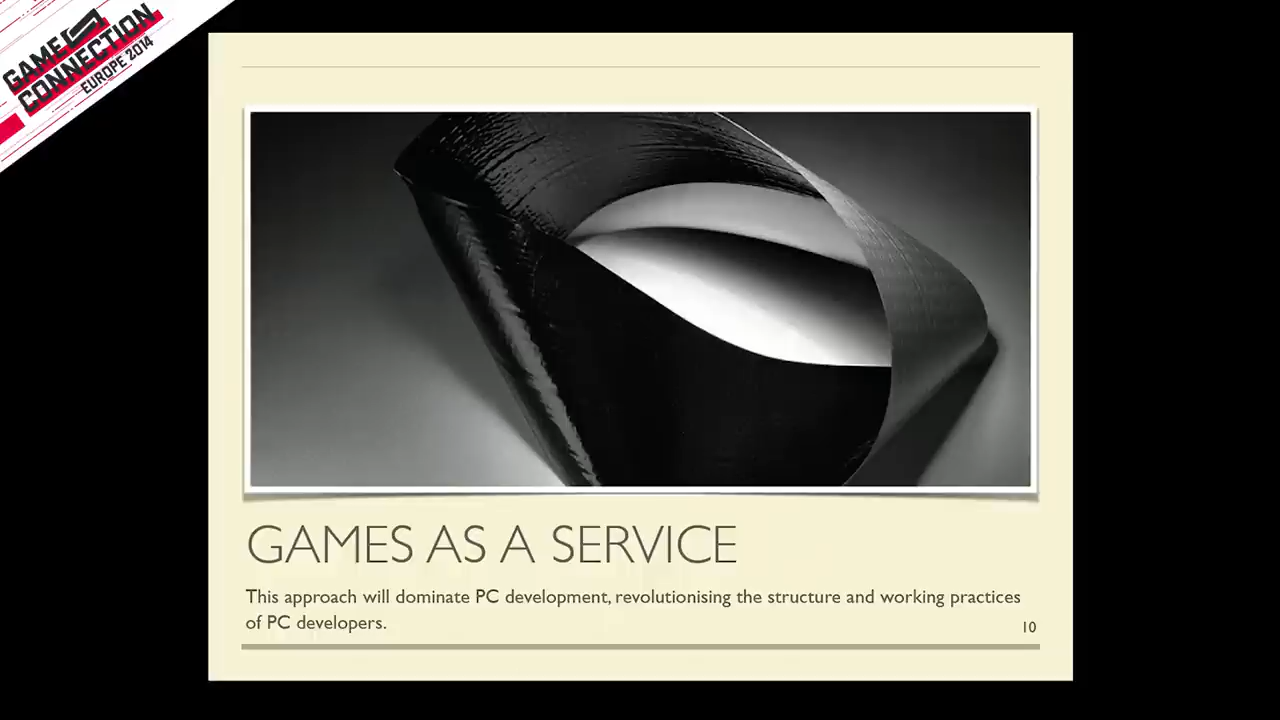 GAME
CONNECTION
EUROPE 2014
GAMES AS A SERVICE
This approach will dominate PC development, revolutionising the structure and working practices
of PC developers.
10